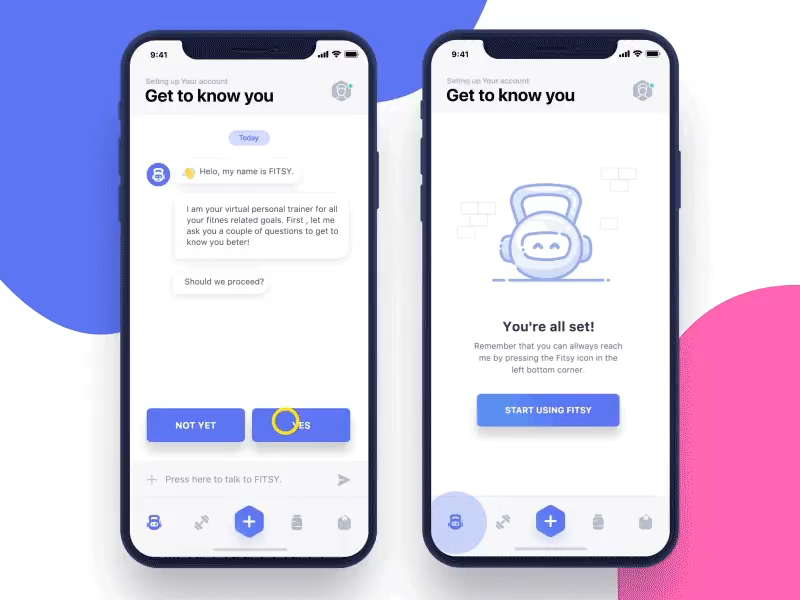 9:41
Seting up Your account
Get to know you
Today
👋 Helo, my name is FITSY.
I am your virtual personal trainer for all
your fitnes related goals. First , let me
ask you a couple of questions to get to
know you beter!
Should we proceed?
NOT YET
YES
Press here to talk to FITSY.
9:41
Seting up Your account
Get to know you
You're all set!
Remember that you can allways reach
me by pressing the Fitsy icon in the
left bottom corner.
START USING FITSY